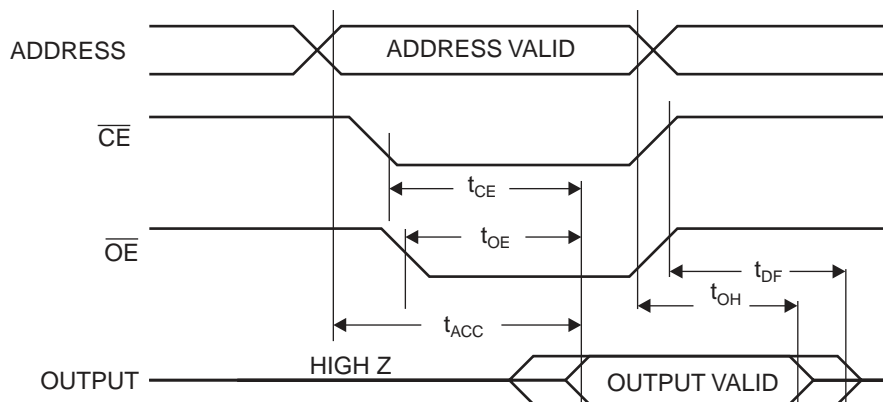 ADDRESS
ADDRESS VALID
CE
tCE
OE
tOE
tDF
tOH
tACC
HIGH Z
OUTPUT
OUTPUT VALID